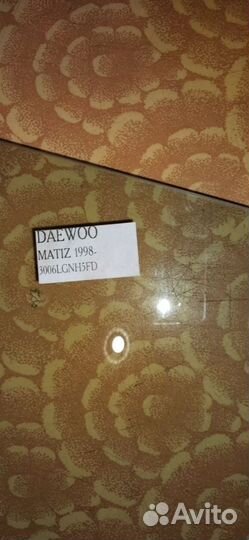 DAEWOO
MATIZ 1998-
3006LGNH5FD
Avito